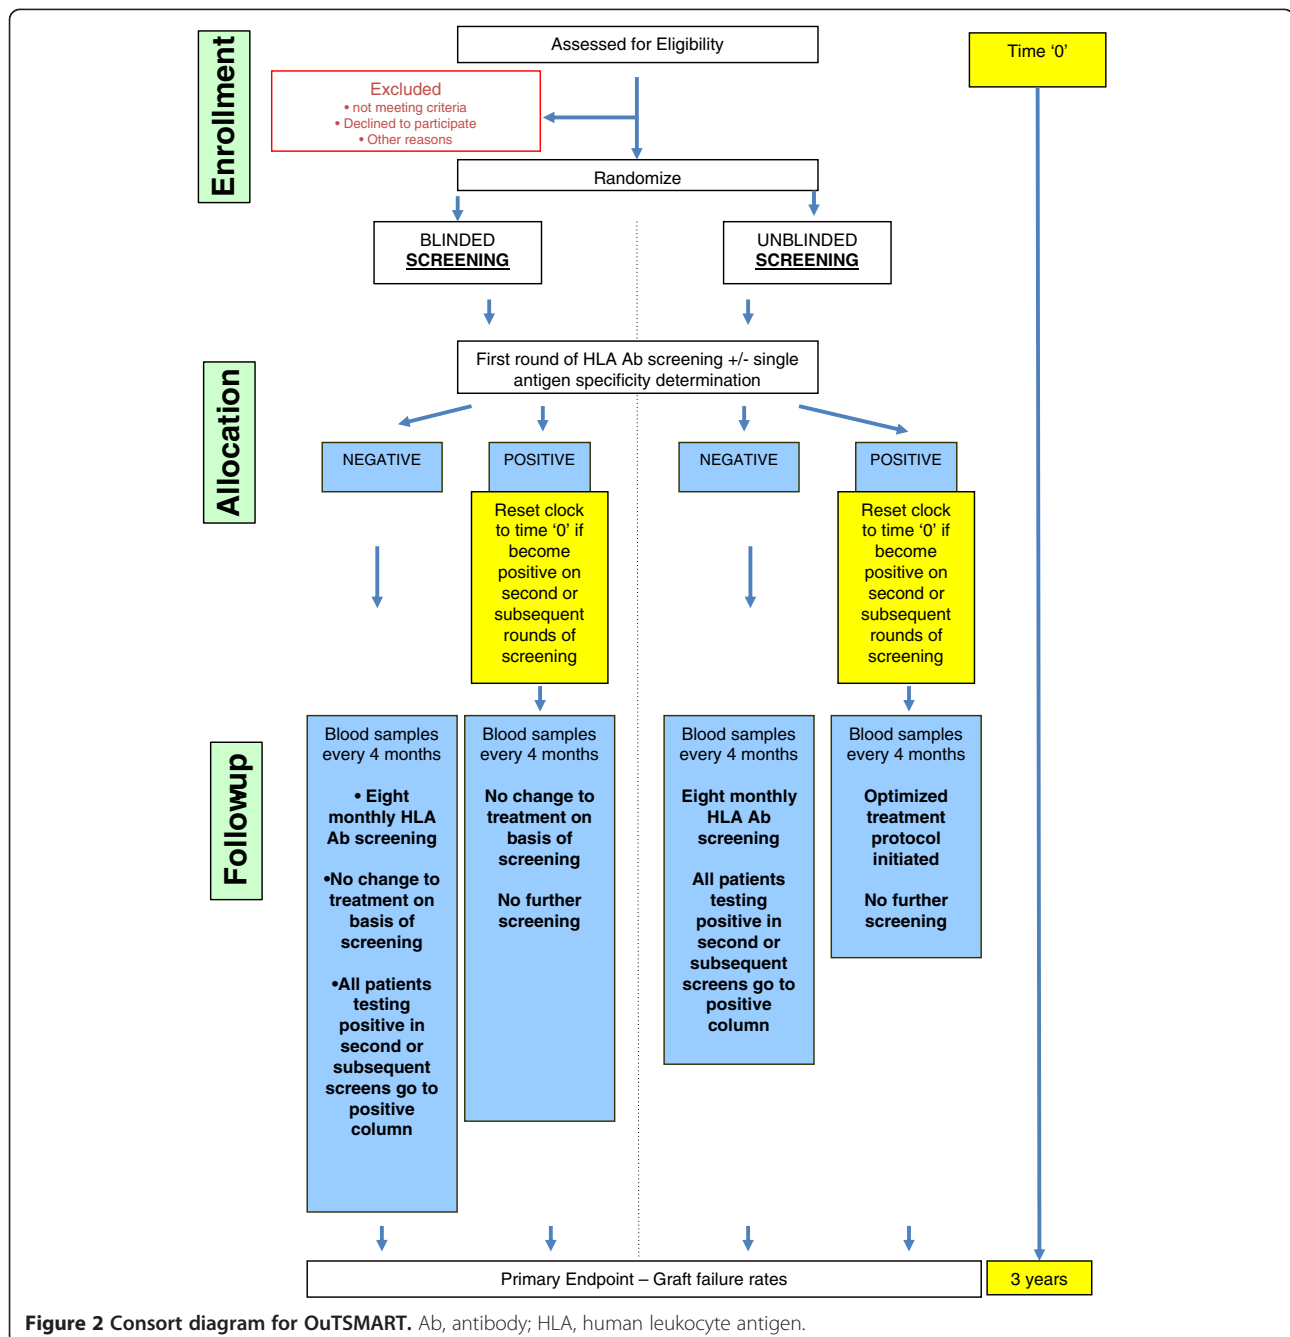 Enrollment
Assessed for Eligibility
Time ‘0’
Excluded
• not meeting criteria
• Declined to participate
• Other reasons
Randomize
BLINDED
SCREENING
UNBLINDED
SCREENING
Allocation
First round of HLA Ab screening +/- single
antigen specificity determination
NEGATIVE
POSITIVE
NEGATIVE
POSITIVE
Reset clock
to time ‘0’ if
become
positive on
second or
subsequent
rounds of
screening
Reset clock
to time ‘0’ if
become
positive on
second or
subsequent
rounds of
screening
Followup
Blood samples
every 4 months
• Eight
monthly HLA
Ab screening
•No change to
treatment on
basis of
screening
•All patients
testing
positive in
second or
subsequent
screens go to
positive
column
Blood samples
every 4 months
No change to
treatment on
basis of
screening
No further
screening
Blood samples
every 4 months
Eight monthly
HLA Ab
screening
All patients
testing
positive in
second or
subsequent
screens go to
positive
column
Blood samples
every 4 months
Optimized
treatment
protocol
initiated
No further
screening
Primary Endpoint – Graft failure rates
3 years
Figure 2 Consort diagram for OuTSMART. Ab, antibody; HLA, human leukocyte antigen.